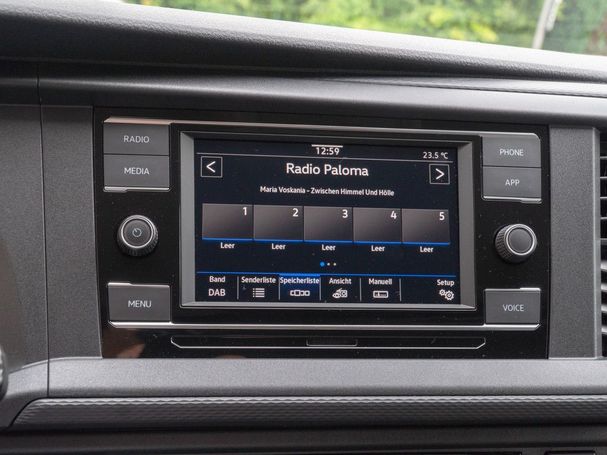 RADIO
MEDIA
MENU
12:59
23.5 °C
<
Radio Paloma
>
Maria Voskania - Zwischen Himmel Und Hölle
1 2 3 4 5
Leer Leer Leer Leer Leer
Band Senderliste Speicherliste Ansicht Manuell Setup
DAB
PHONE
APP
VOICE